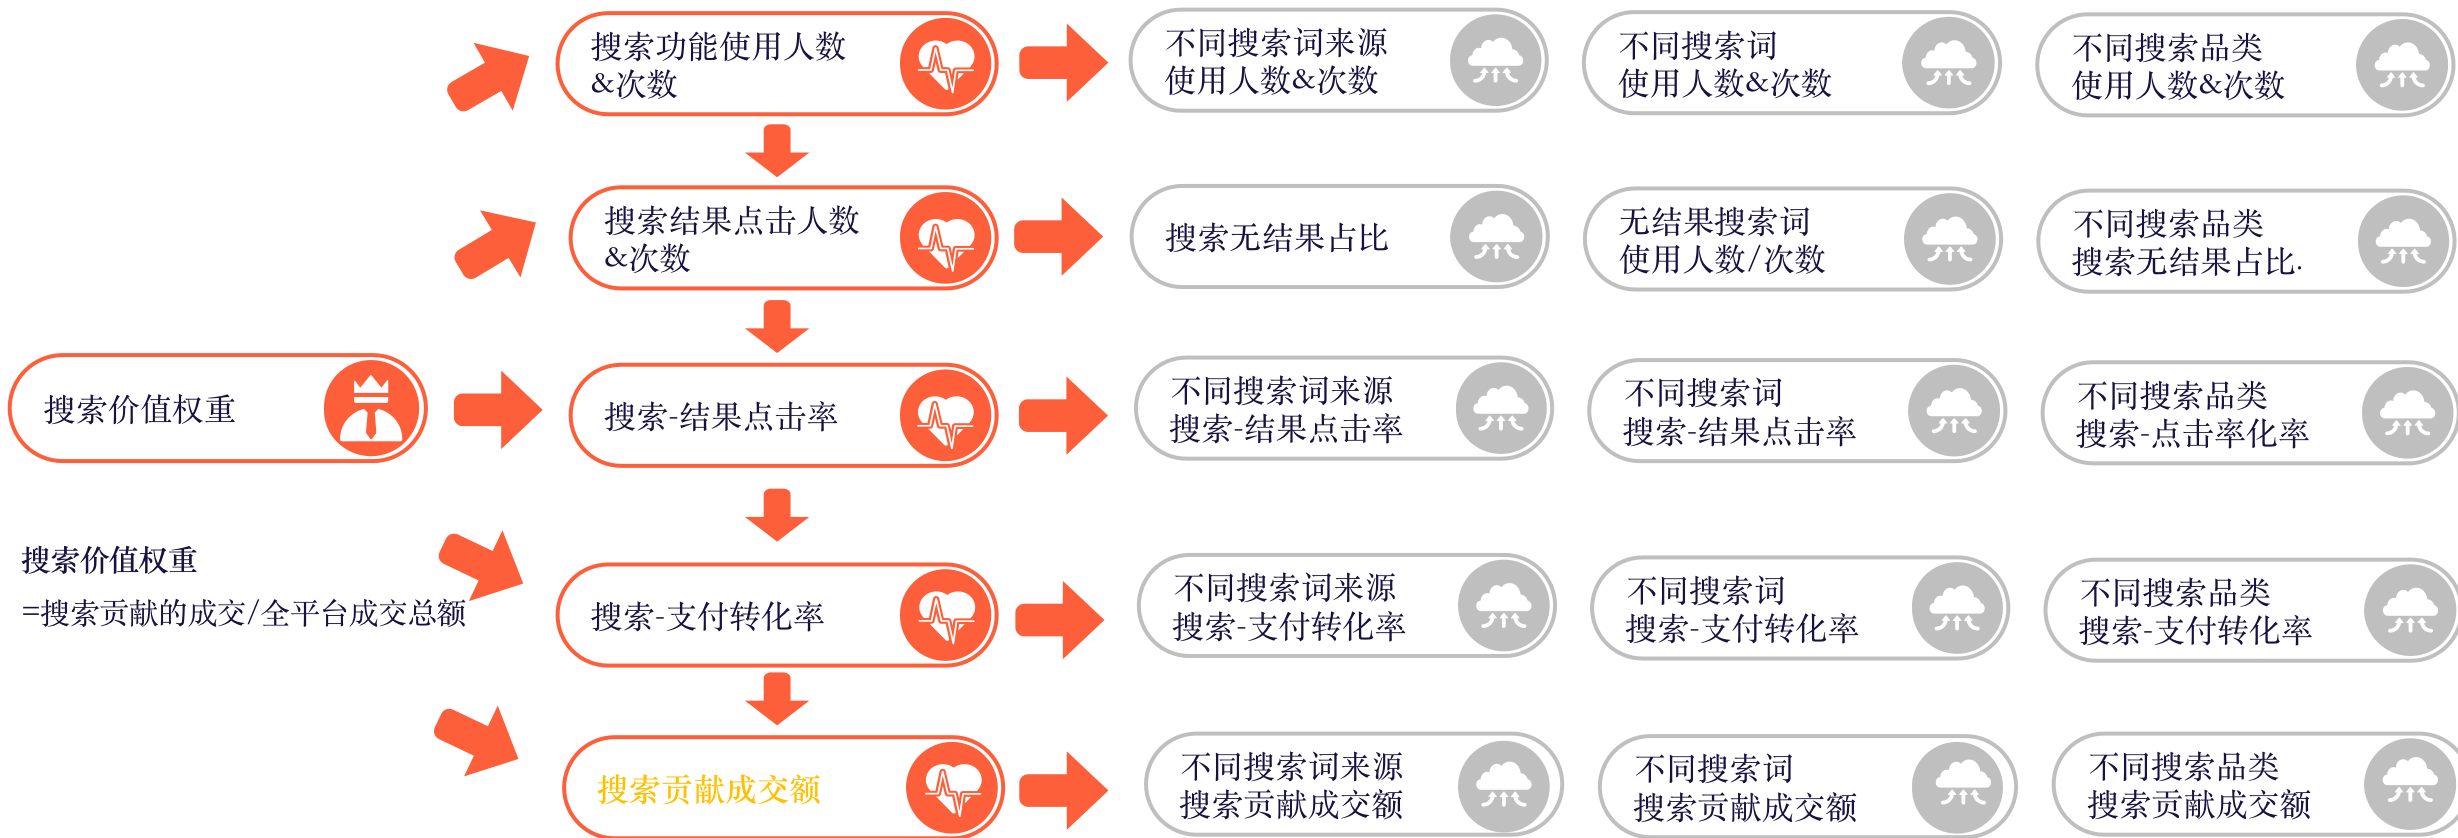 搜索功能使用人数
&次数
不同搜索词来源
使用人数&次数
不同搜索词
使用人数&次数
不同搜索品类
使用人数&次数
搜索结果点击人数
&次数
搜索无结果占比
无结果搜索词
使用人数/次数
不同搜索品类
搜索无结果占比.
搜索价值权重
搜索-结果点击率
不同搜索词来源
搜索-结果点击率
不同搜索词
搜索-结果点击率
不同搜索品类
搜索-点击率化率
搜索价值权重
=搜索贡献的成交/全平台成交总额
搜索-支付转化率
不同搜索词来源
搜索-支付转化率
不同搜索词
搜索-支付转化率
不同搜索品类
搜索-支付转化率
搜索贡献成交额
不同搜索词来源
搜索贡献成交额
不同搜索词
搜索贡献成交额
不同搜索品类
搜索贡献成交额